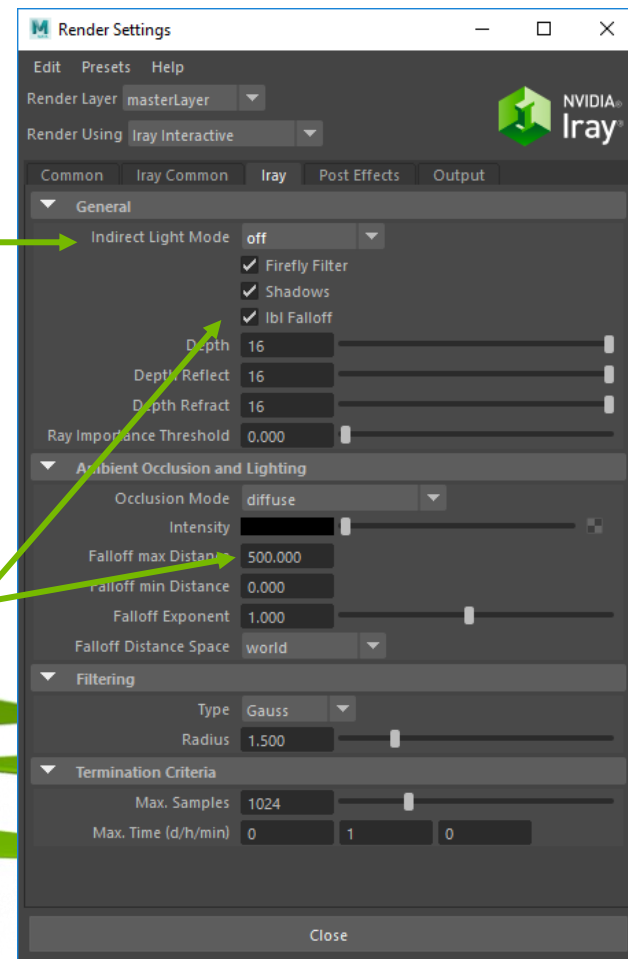 Render Settings
Edit Presets Help
Render Layer masterLayer
Render Using Iray Interactive
NVIDIA®
Iray®
Common Iray Common Iray Post Effects Output
General
Indirect Light Mode off
Firefly Filter
Shadows
Ibl Falloff
Depth 16
Depth Reflect 16
Depth Refract 16
Ray Importance Threshold 0.000
Ambient Occlusion and Lighting
Occlusion Mode diffuse
Intensity
Falloff max Distance 500.000
Falloff min Distance 0.000
Falloff Exponent 1.000
Falloff Distance Space world
Filtering
Type Gauss
Radius 1.500
Termination Criteria
Max. Samples 1024
Max. Time (d/h/min) 0 1 0
Close